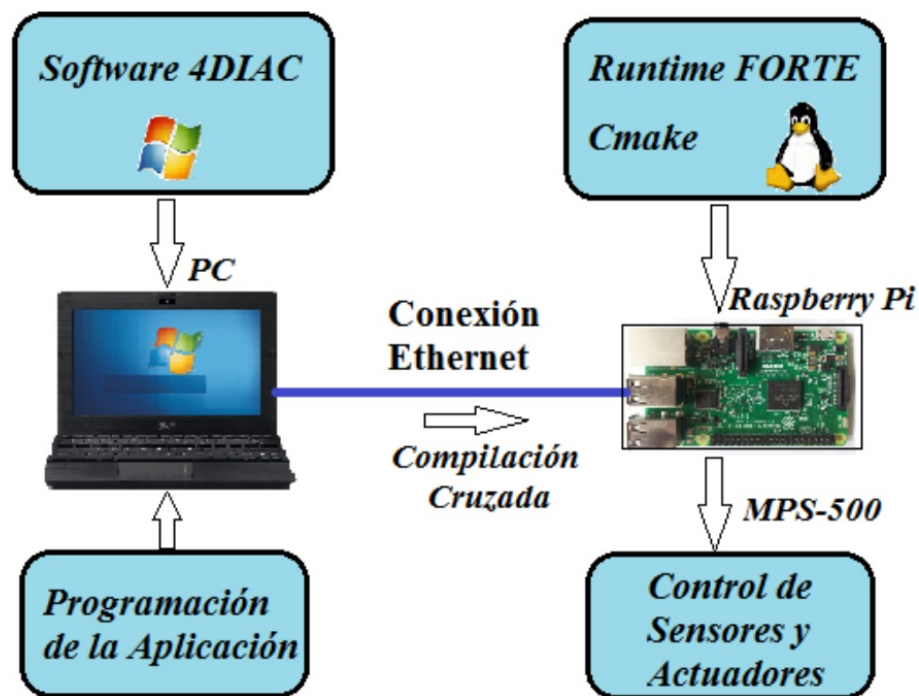 Software 4DIAC
Runtime FORTE
Cmake
PC
Raspberry Pi
Conexión
Ethernet
Compilación
Cruzada
MPS-500
Programación
de la Aplicación
Control de
Sensores y
Actuadores